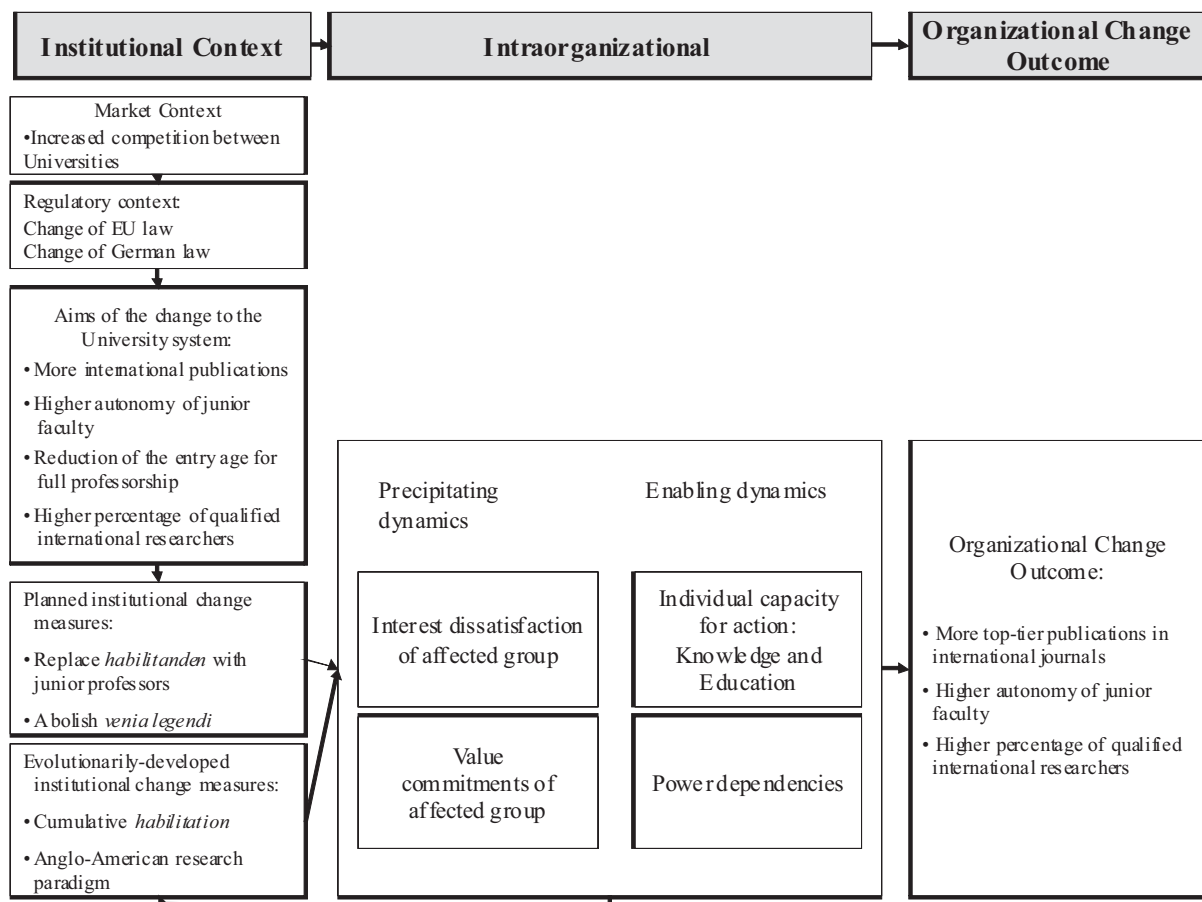 Institutional Context
Intraorganizational
Organizational Change
Outcome
Market Context
•Increased competition between
Universities
Regulatory context:
Change of EU law
Change of German law
Aims of the change to the
University system:
• More international publications
• Higher autonomy of junior
faculty
• Reduction of the entry age for
full professorship
• Higher percentage of qualified
international researchers
Planned institutional change
measures:
• Replace habilitanden with
junior professors
• Abolish venia legendi
Evolutionarily-developed
institutional change measures:
• Cumulative habilitation
• Anglo-American research
paradigm
Precipitating
dynamics
Enabling dynamics
Interest dissatisfaction
of affected group
Individual capacity
for action:
Knowledge and
Education
Value
commitments of
affected group
Power dependencies
Organizational Change
Outcome:
• More top-tier publications in
international journals
• Higher autonomy of junior
faculty
• Higher percentage of qualified
international researchers